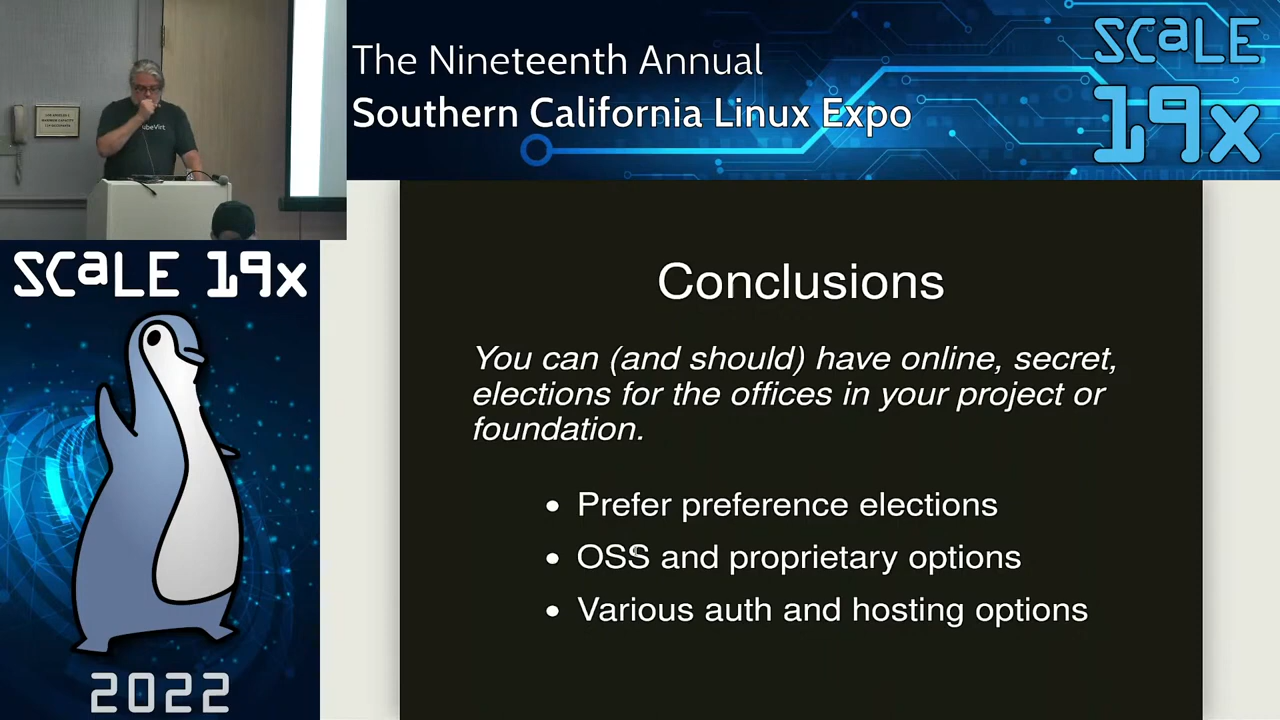 The Nineteenth Annual
Southern California Linux Expo
SCaLE
19x
ubeVirt
SCaLE 19x
2022
Conclusions
You can (and should) have online, secret,
elections for the offices in your project or
foundation.
• Prefer preference elections
• OSS and proprietary options
• Various auth and hosting options